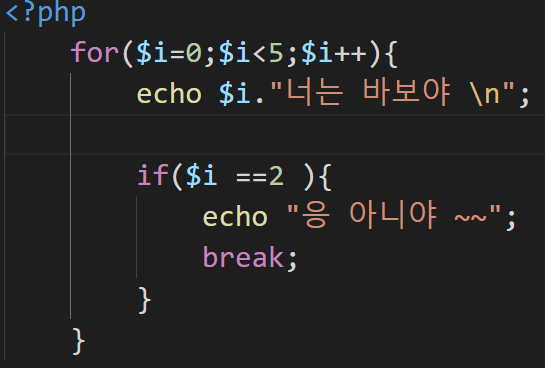 <?php
for($i=0;$i<5;$i++){
echo $i."너는 바보야 \n";
if($i ==2 ){
echo "응 아니야 ~~";
break;
}
}